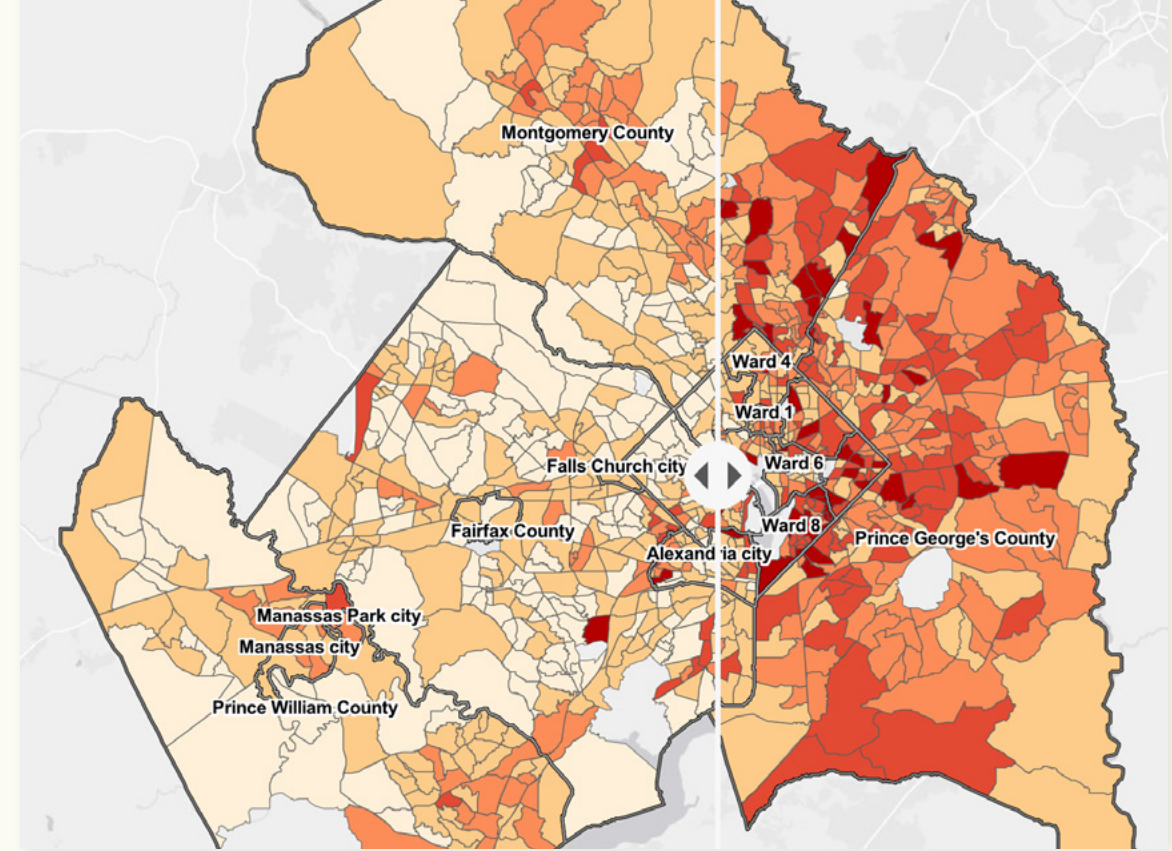 Montgomery County
Ward 4
Ward 1
Ward 6
Falls Church city
Ward 8
Fairfax County
Prince George's County
Alexandria city
Manassas Park city
Manassas city
Prince William County